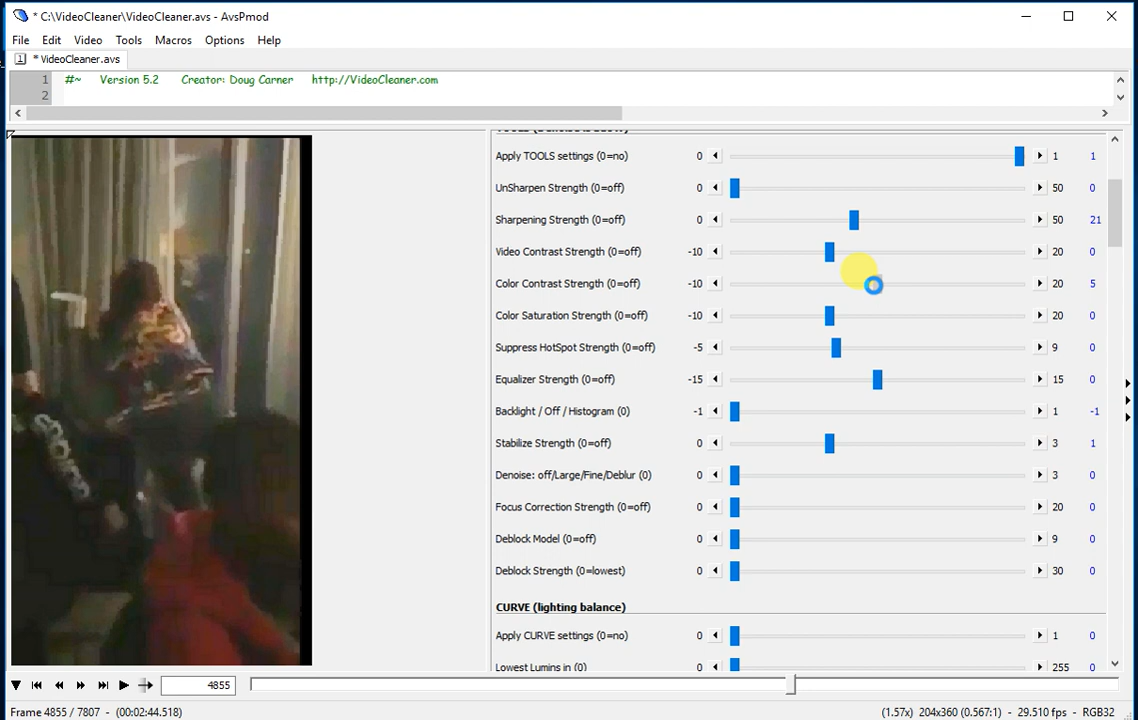 * C:\VideoCleaner\VideoCleaner.avs - AvsPmod
File Edit Video Tools Macros Options Help
1 * VideoCleaner.avs
1 #~ Version 5.2 Creator: Doug Carner http://VideoCleaner.com
2
Apply TOOLS settings (0=no) 0 1 1
UnSharpen Strength (0=off) 0 50 0
Sharpening Strength (0=off) 0 50 21
Video Contrast Strength (0=off) -10 20 0
Color Contrast Strength (0=off) -10 20 5
Color Saturation Strength (0=off) -10 20 0
Suppress HotSpot Strength (0=off) -5 9 0
Equalizer Strength (0=off) -15 15 0
Backlight / Off / Histogram (0) -1 1 -1
Stabilize Strength (0=off) 0 3 1
Denoise: off/Large/Fine/Deblur (0) 0 3 0
Focus Correction Strength (0=off) 0 20 0
Deblock Model (0=off) 0 9 0
Deblock Strength (0=lowest) 0 30 0
CURVE (lighting balance)
Apply CURVE settings (0=no) 0 1 0
Lowest Lumins in (0) 0 255 0
4855
Frame 4855 / 7807 - (00:02:44.518) (1.57x) 204x360 (0.567:1) - 29.510 fps - RGB32